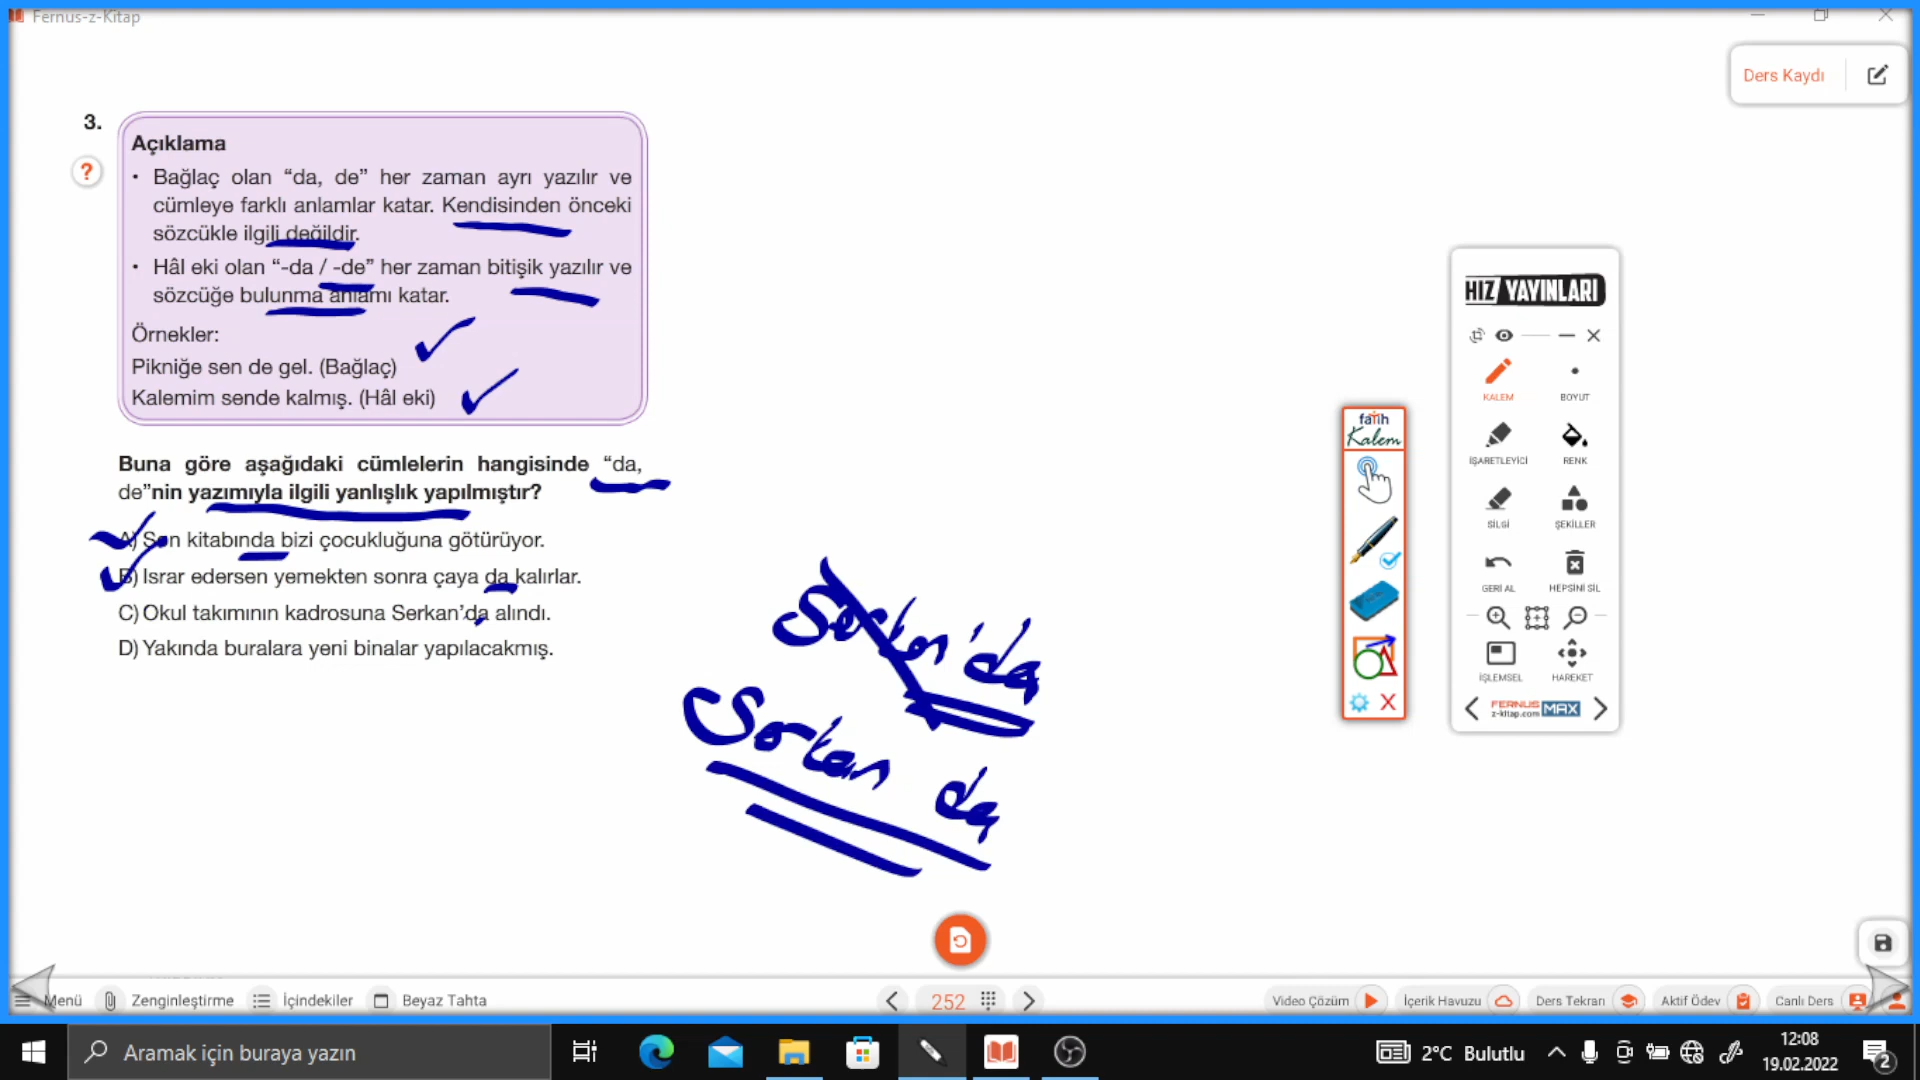 Fernus-z-Kitap
Ders Kaydı
3.
?
Açıklama
• Bağlaç olan “da, de” her zaman ayrı yazılır ve
cümleye farklı anlamlar katar. Kendisinden önceki
sözcükle ilgili değildir.
• Hâl eki olan “-da / -de” her zaman bitişik yazılır ve
sözcüğe bulunma anlamı katar.
Örnekler:
Pikniğe sen de gel. (Bağlaç)
Kalemim sende kalmış. (Hâl eki)
Buna göre aşağıdaki cümlelerin hangisinde “da,
de”nin yazımıyla ilgili yanlışlık yapılmıştır?
A) Son kitabında bizi çocukluğuna götürüyor.
B) Israr edersen yemekten sonra çaya da kalırlar.
C) Okul takımının kadrosuna Serkan’da alındı.
D) Yakında buralara yeni binalar yapılacakmış.
Serkan'da
Serkan da
fatih
Kalem
HIZ YAYINLARI
KALEM
BOYUT
İŞARETLEYİCİ
RENK
SİLGİ
ŞEKİLLER
GERİ AL
HEPSİNİ SİL
İŞLEMSEL
HAREKET
FERNUS
z-kitap.com MAX
Menü
Zenginleştirme
İçindekiler
Beyaz Tahta
252
Video Çözüm
İçerik Havuzu
Ders Tekrarı
Aktif Ödev
Canlı Ders
Aramak için buraya yazın
2°C Bulutlu
12:08
19.02.2022
2